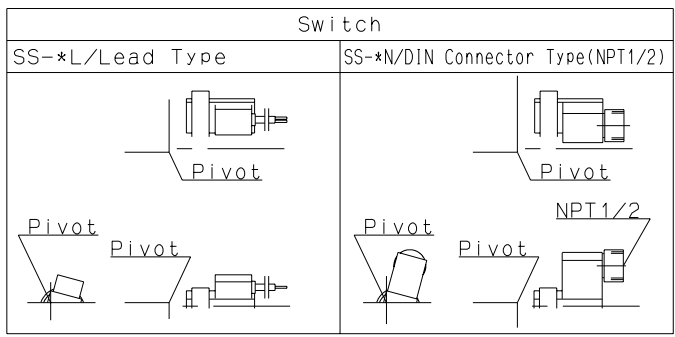 Switch
SS-*L/Lead Type
SS-*N/DIN Connector Type(NPT1/2)
Pivot
Pivot
Pivot
Pivot
Pivot
Pivot
NPT1/2